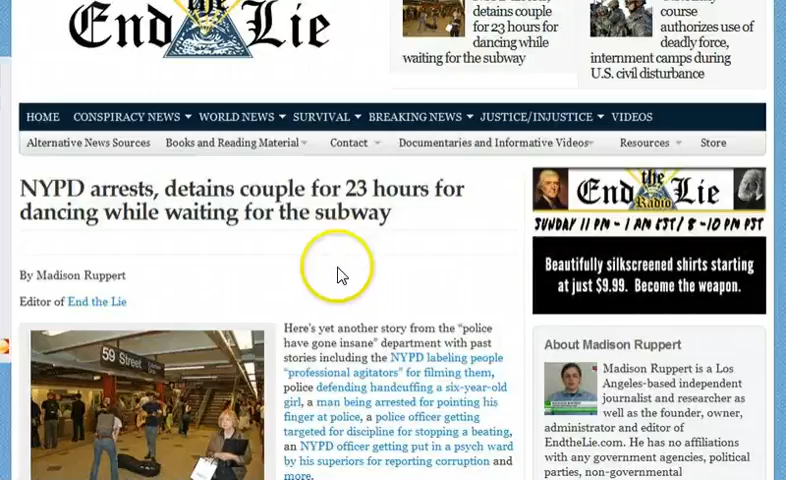 the
End Lie
detains couple
for 23 hours for
dancing while
waiting for the subway
course
authorizes use of
deadly force,
internment camps during
U.S. civil disturbance
HOME CONSPIRACY NEWS WORLD NEWS SURVIVAL BREAKING NEWS JUSTICE/INJUSTICE VIDEOS
Alternative News Sources Books and Reading Material Contact Documentaries and Informative Videos Resources Store
NYPD arrests, detains couple for 23 hours for
dancing while waiting for the subway
By Madison Ruppert
Editor of End the Lie
59 Street
Here's yet another story from the "police
have gone insane" department with past
stories including the NYPD labeling people
"professional agitators" for filming them,
police defending handcuffing a six-year-old
girl, a man being arrested for pointing his
finger at police, a police officer getting
targeted for discipline for stopping a beating,
an NYPD officer getting put in a psych ward
by his superiors for reporting corruption and
more.
the
End Lie
Radio
SUNDAY 11 PM - 1 AM EST/ 8 -10 PM PST
Beautifully silkscreened shirts starting
at just $9.99. Become the weapon.
About Madison Ruppert
Madison Ruppert is a Los
Angeles-based independent
journalist and researcher as
well as the founder, owner,
administrator and editor of
EndtheLie.com. He has no affiliations
with any government agencies, political
parties, non-governmental